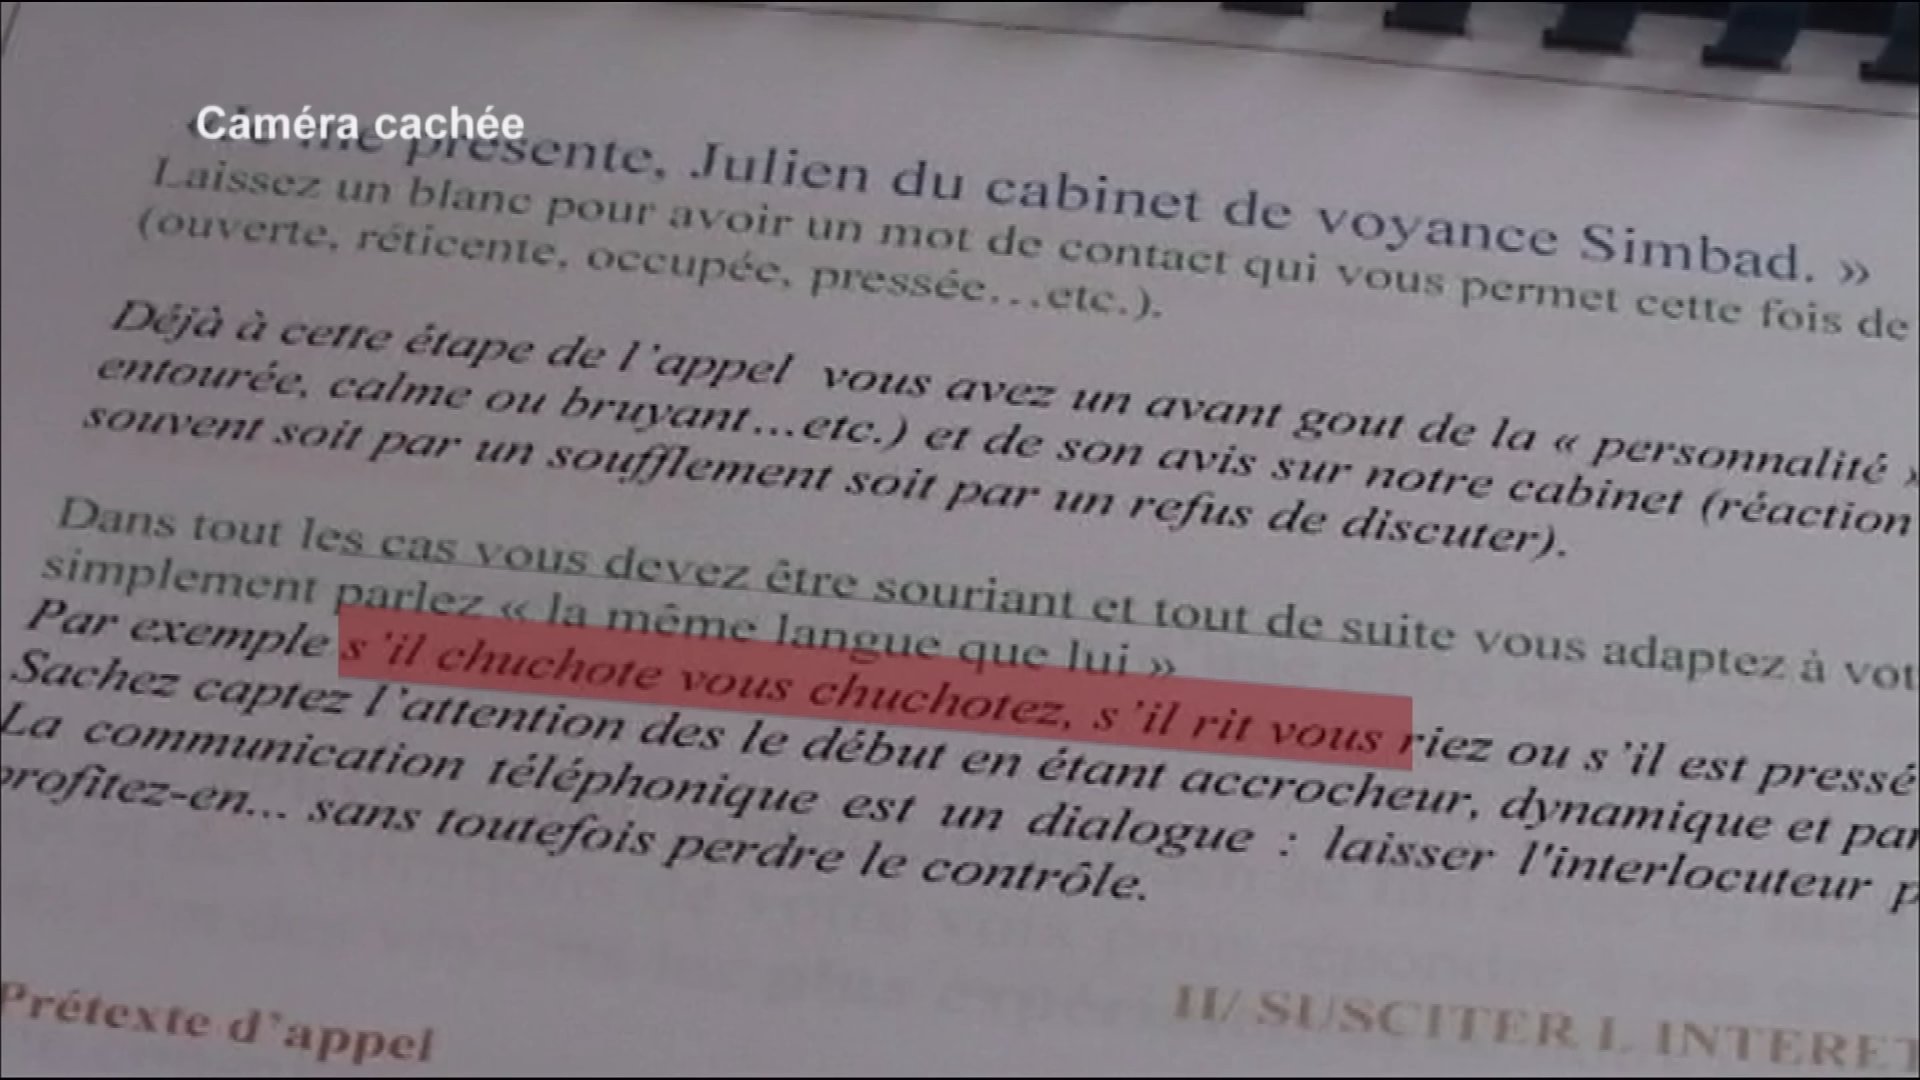 Caméra cachée
me présente, Julien du cabinet de voyance Simbad. »
Laissez un blanc pour avoir un mot de contact qui vous permet cette fois de
(ouverte, réticente, occupée, pressée...etc.).
Déjà à cette étape de l'appel vous avez un avant gout de la « personnalité »
entourée, calme ou bruyant...etc.) et de son avis sur notre cabinet (réaction
souvent soit par un soufflement soit par un refus de discuter).
Dans tout les cas vous devez être souriant et tout de suite vous adaptez à
simplement parlez « la même langue que lui »
Par exemple s'il chuchote vous chuchotez, s'il rit vous riez ou s'il est pressé
Sachez captez l'attention des le début en étant accrocheur, dynamique et
La communication téléphonique est un dialogue : laisser l'interlocuteur
profitez-en... sans toutefois perdre le contrôle.
II/ SUSCITER L INTERET
Prétexte d'appel